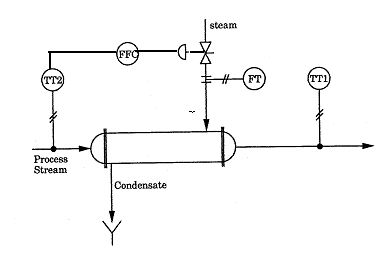 steam
FFC
TT2
FT
TT1
Process
Stream
Condensate